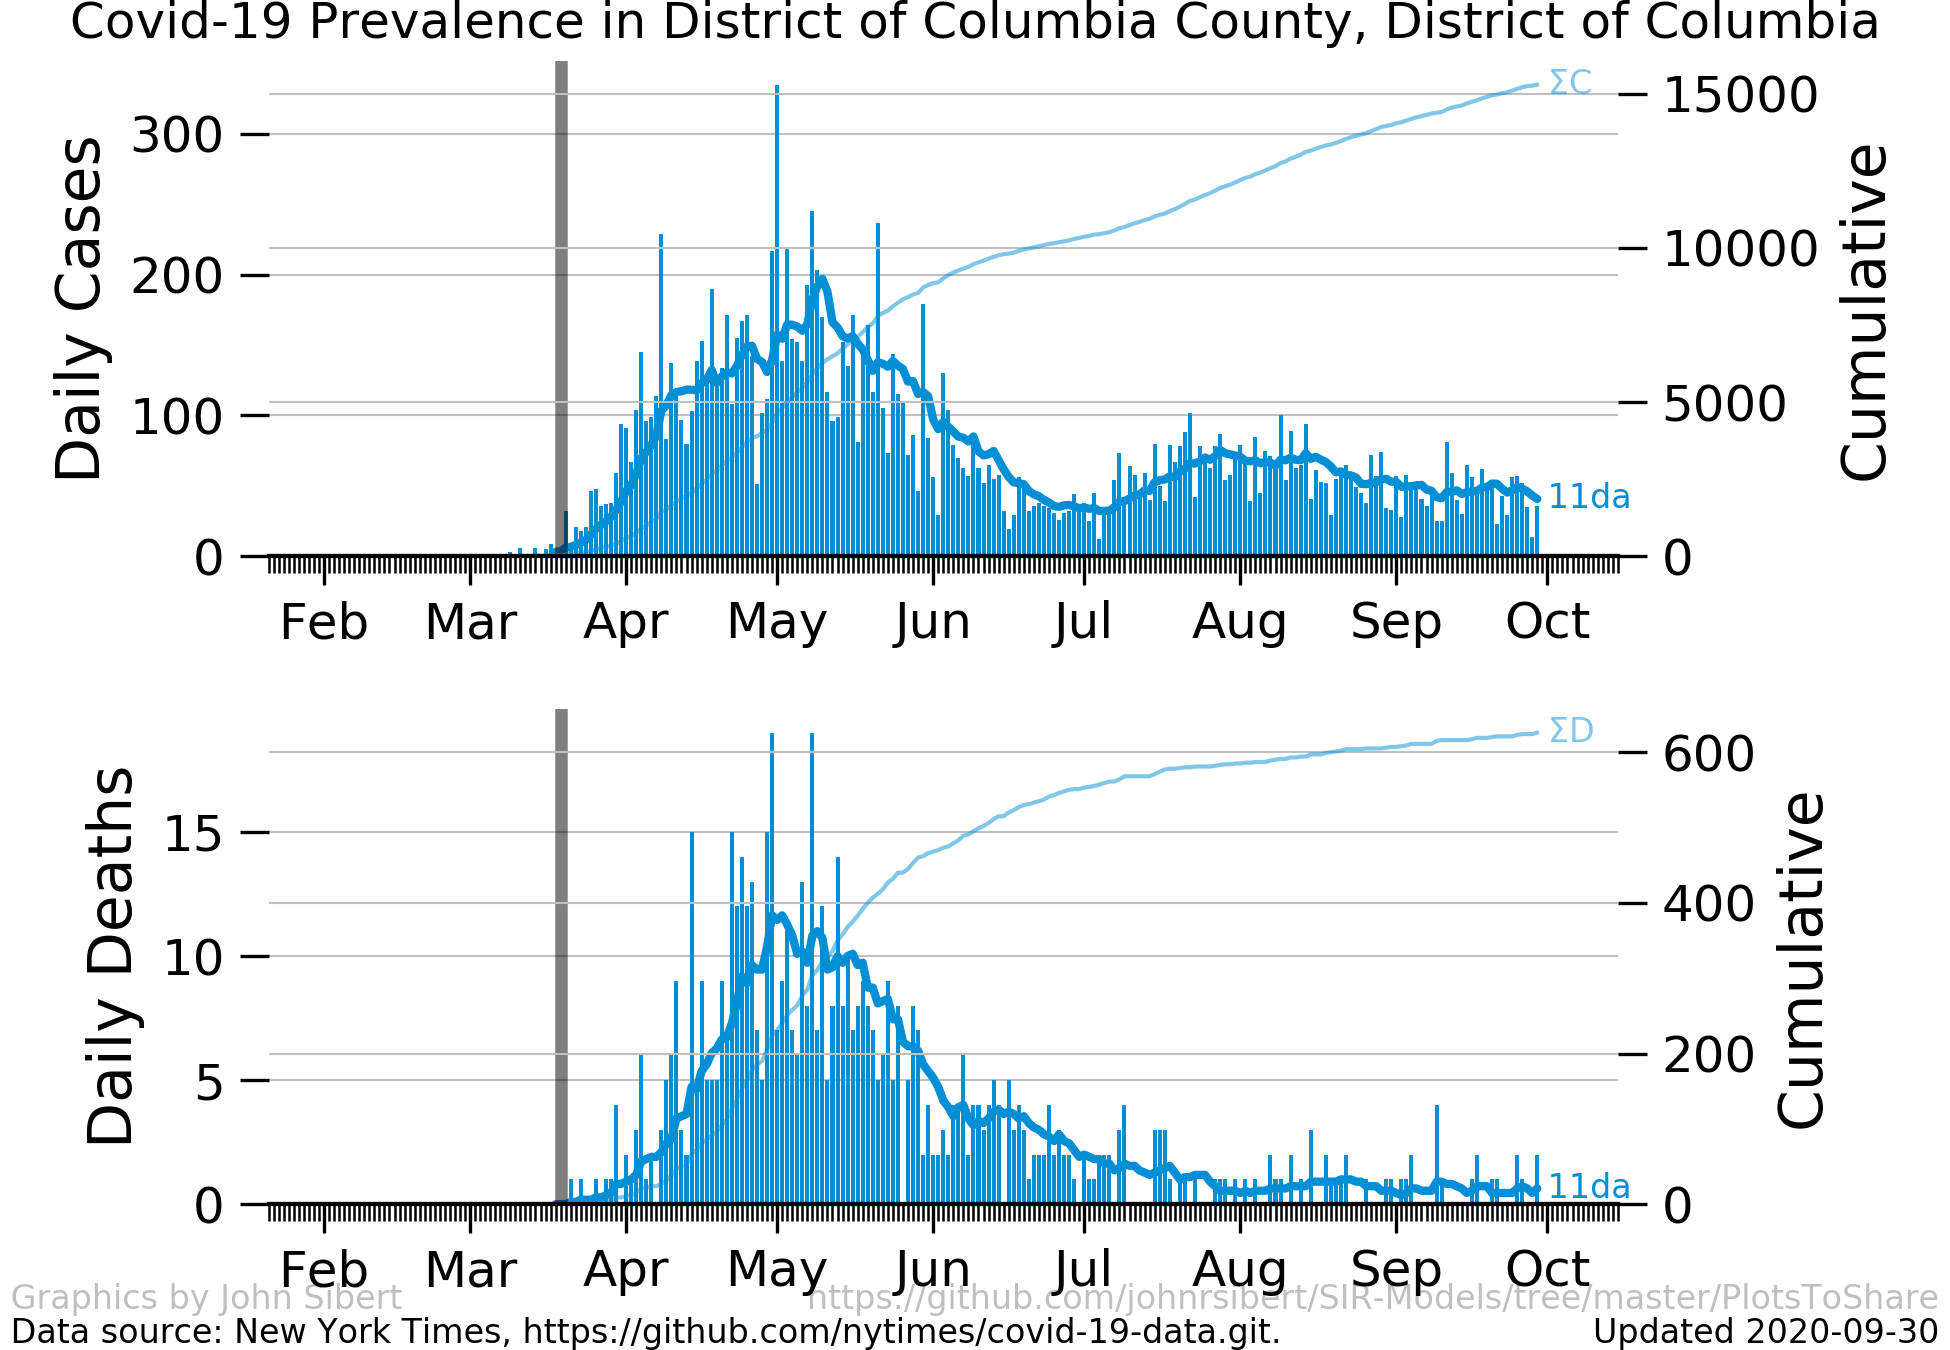 Covid-19 Prevalence in District of Columbia County, District of Columbia
Daily Cases
300
200
100
0
ΣC
15000
10000
5000
0
Cumulative
11da
Feb Mar Apr May Jun Jul Aug Sep Oct
Daily Deaths
15
10
5
0
ΣD
600
400
200
0
Cumulative
11da
Feb Mar Apr May Jun Jul Aug Sep Oct
Graphics by John Sibert https://github.com/johnrsibert/SIR-Models/tree/master/PlotsToShare
Data source: New York Times, https://github.com/nytimes/covid-19-data.git. Updated 2020-09-30